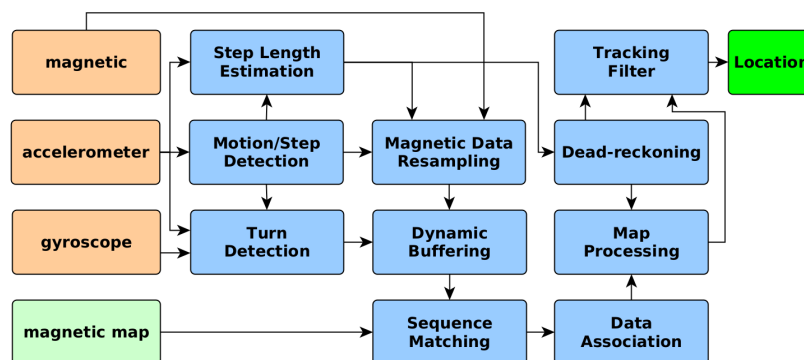 magnetic
Step Length
Estimation
Tracking
Filter
Location
accelerometer
Motion/Step
Detection
Magnetic Data
Resampling
Dead-reckoning
gyroscope
Turn
Detection
Dynamic
Buffering
Map
Processing
magnetic map
Sequence
Matching
Data
Association